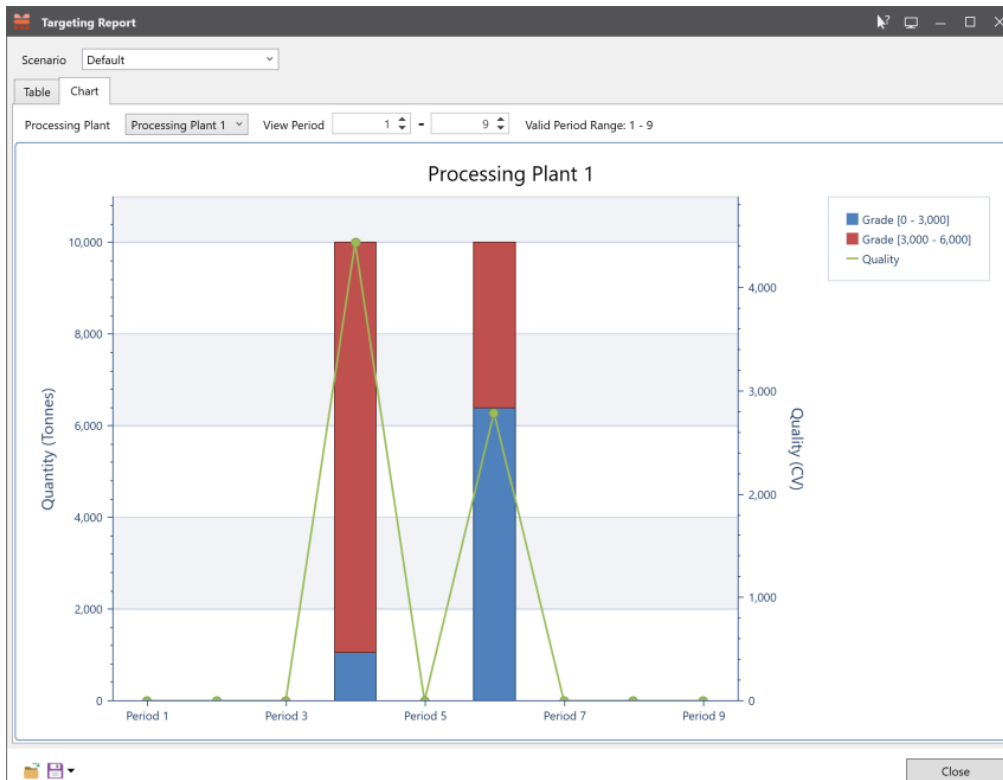 Targeting Report
Scenario Default
Table Chart
Processing Plant Processing Plant 1 View Period 1 - 9 Valid Period Range: 1 - 9
Processing Plant 1
Grade [0 - 3,000]
Grade [3,000 - 6,000]
Quality
Quantity (Tonnes)
10,000
8,000
6,000
4,000
2,000
0
4,000
3,000
2,000
1,000
0
Quality (CV)
Period 1 Period 3 Period 5 Period 7 Period 9
Close